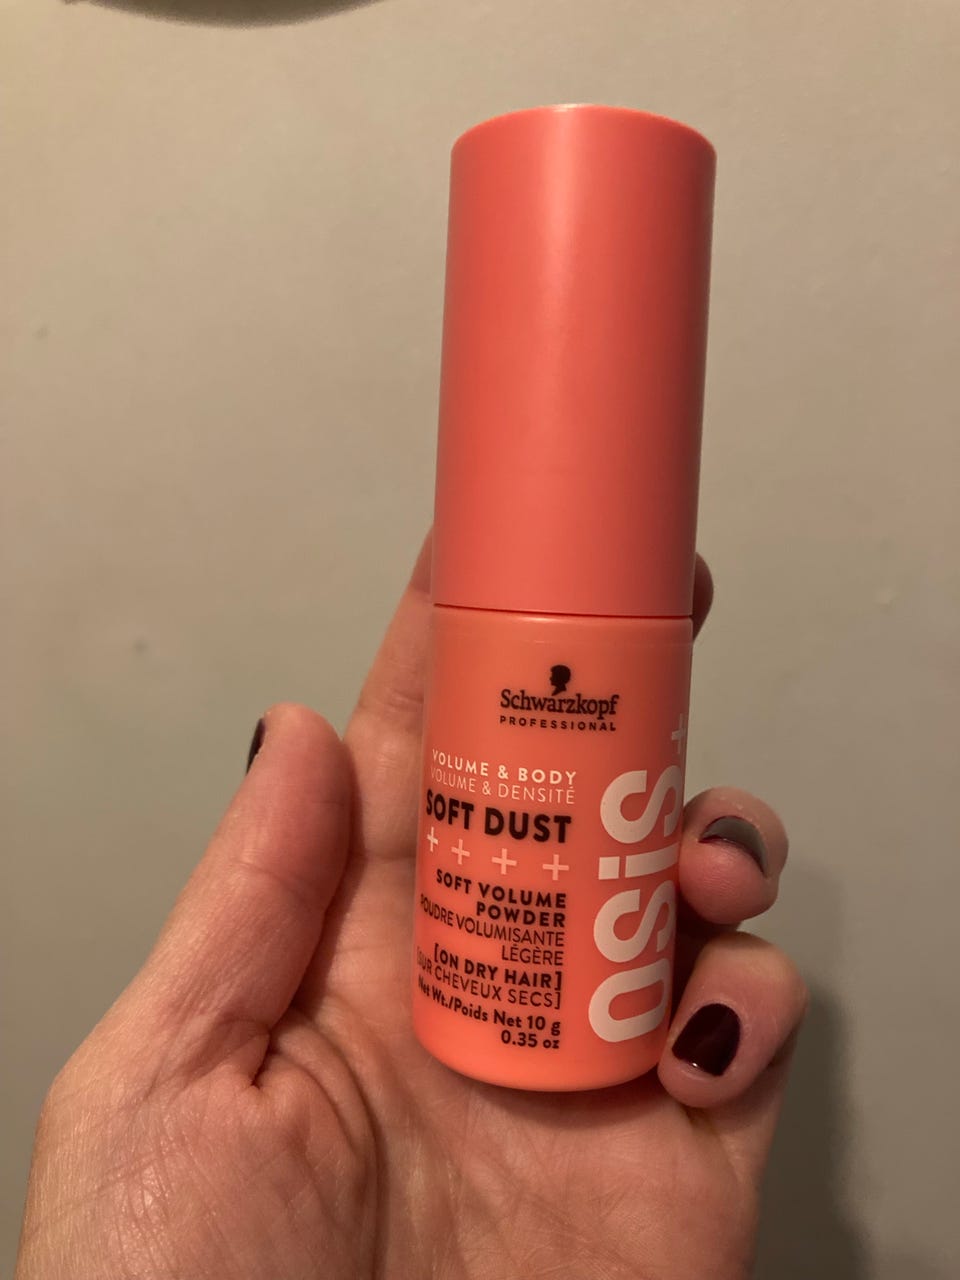 Schwarzkopf
PROFESSIONAL
VOLUME & BODY
VOLUME & DENSITÉ
SOFT DUST
++++
SOFT VOLUME
POWDER
POUDRE VOLUMISANTE
LÉGÈRE
[ON DRY HAIR]
[SUR CHEVEUX SECS]
Net Wt./Poids Net 10 g
0.35 oz
OSiS+